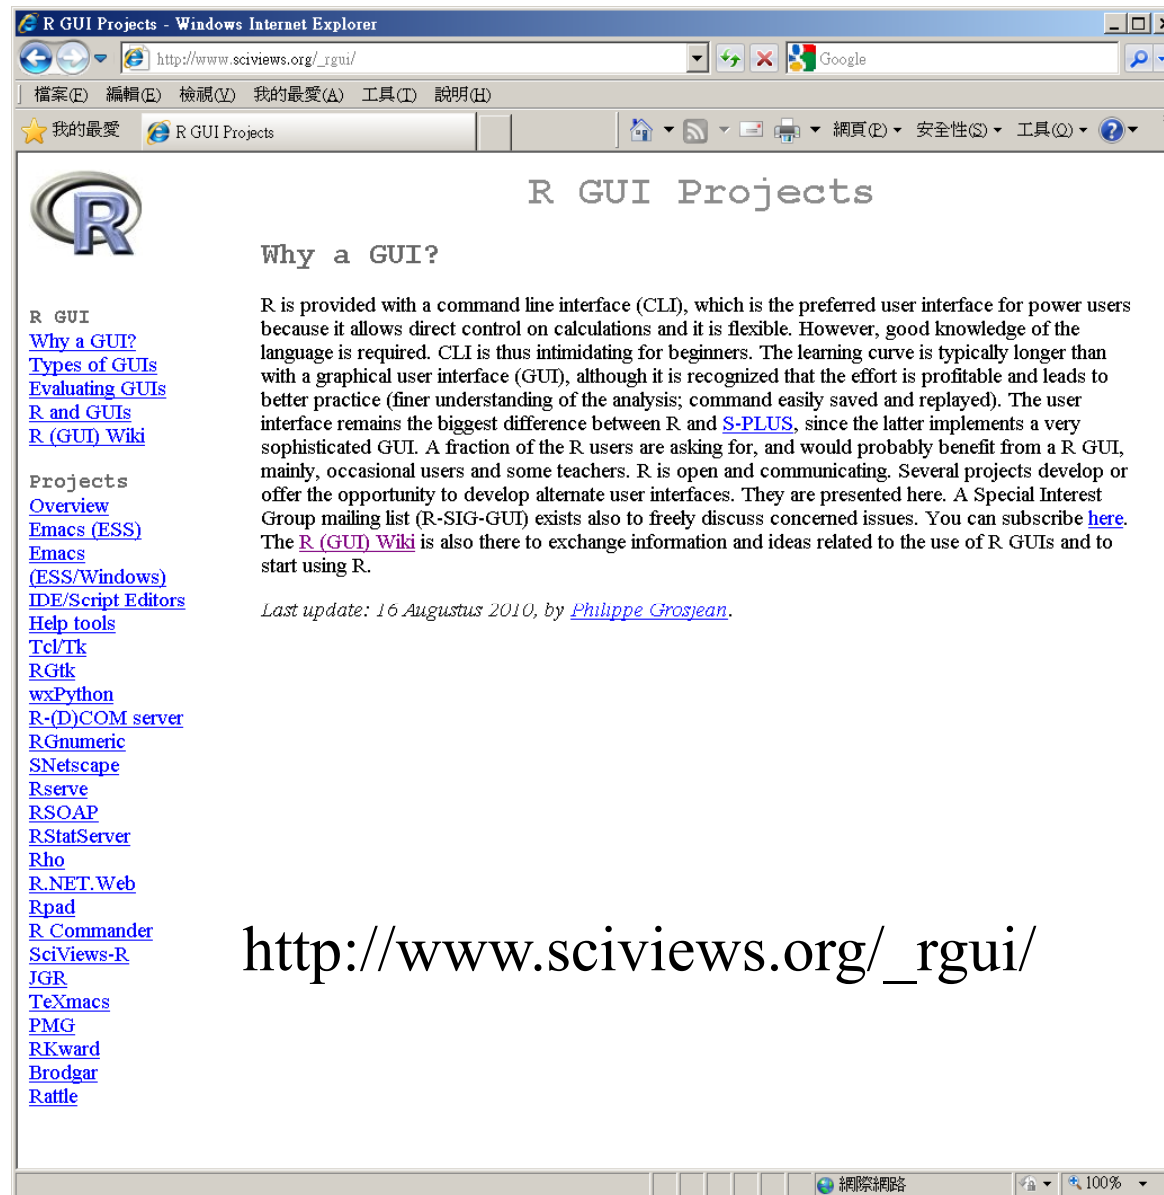 R GUI Projects - Windows Internet Explorer
http://www.sciviews.org/_rgui/
Google
檔案(F) 編輯(E) 檢視(V) 我的最愛(A) 工具(T) 說明(H)
我的最愛 R GUI Projects 網頁(P) 安全性(S) 工具(O)
R
R GUI Projects
Why a GUI?
R is provided with a command line interface (CLI), which is the preferred user interface for power users
because it allows direct control on calculations and it is flexible. However, good knowledge of the
language is required. CLI is thus intimidating for beginners. The learning curve is typically longer than
with a graphical user interface (GUI), although it is recognized that the effort is profitable and leads to
better practice (finer understanding of the analysis; command easily saved and replayed). The user
interface remains the biggest difference between R and S-PLUS, since the latter implements a very
sophisticated GUI. A fraction of the R users are asking for, and would probably benefit from a R GUI,
mainly, occasional users and some teachers. R is open and communicating. Several projects develop or
offer the opportunity to develop alternate user interfaces. They are presented here. A Special Interest
Group mailing list (R-SIG-GUI) exists also to freely discuss concerned issues. You can subscribe here.
The R (GUI) Wiki is also there to exchange information and ideas related to the use of R GUIs and to
start using R.
Last update: 16 Augustus 2010, by Philippe Grosjean.
R GUI
Why a GUI?
Types of GUIs
Evaluating GUIs
R and GUIs
R (GUI) Wiki
Projects
Overview
Emacs (ESS)
Emacs
(ESS/Windows)
IDE/Script Editors
Help tools
Tcl/Tk
RGtk
wxPython
R-(D)COM server
RGnumeric
SNetscape
Rserve
RSOAP
RStatServer
Rho
R.NET.Web
Rpad
R Commander
SciViews-R
JGR
TeXmacs
PMG
RKward
Brodgar
Rattle
http://www.sciviews.org/_rgui/
網際網路 100%